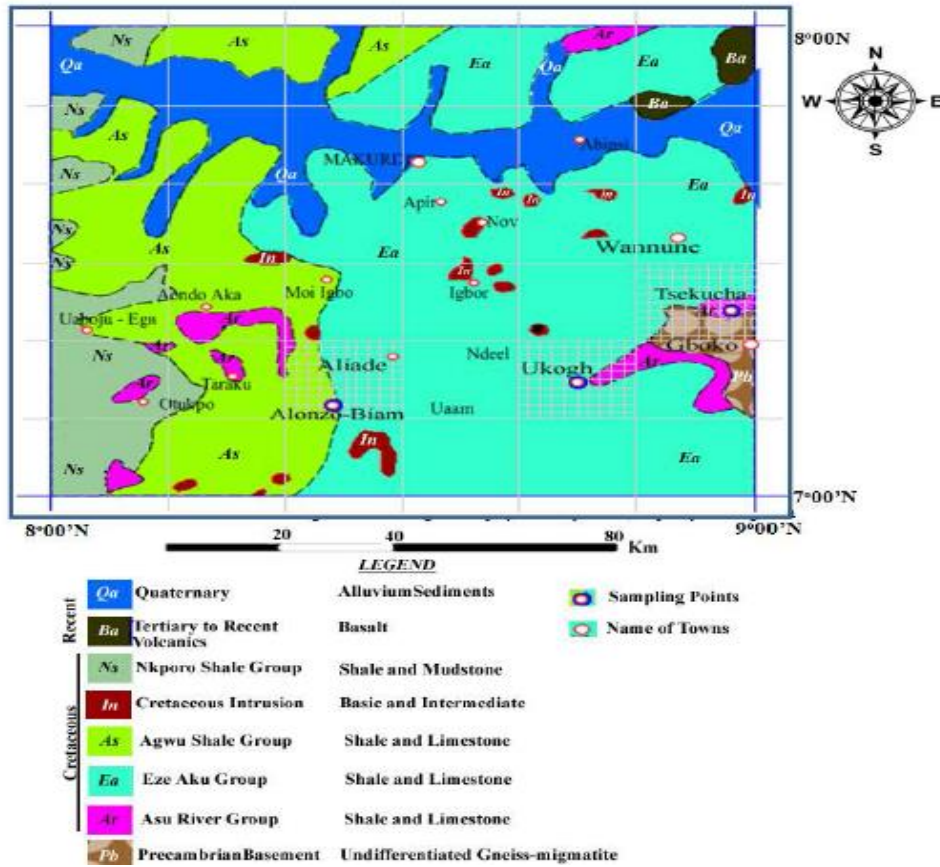 Ns As As Ar 8°00N
Qa Ea Qa Ea Ba N
Ns Ba Qa W E
As S
MAKURDI Abinsi
Ns Qa Ea
Apir In In In In
Nov
As Ea Wannune
Ns In In
Aondo Aka Moi Igbo Igbor Tsekucha
Ar Ar
Uaboju - Egu Gboko
Ns Ar Aliade Ndeel Ukogh Ar Pb
Ar Taraku
Otukpo Alonzo-Biam Uaam
In
Ns As Ea
7°00'N
8°00'N 20 40 80 Km 9°00'N
LEGEND
Recent
Qa Quaternary Alluvium Sediments
Ba Tertiary to Recent Volcanics Basalt
Cretaceous
Ns Nkporo Shale Group Shale and Mudstone
In Cretaceous Intrusion Basic and Intermediate
As Agwu Shale Group Shale and Limestone
Ea Eze Aku Group Shale and Limestone
Ar Asu River Group Shale and Limestone
Pb Precambrian Basement Undifferentiated Gneiss-migmatite
Sampling Points
Name of Towns